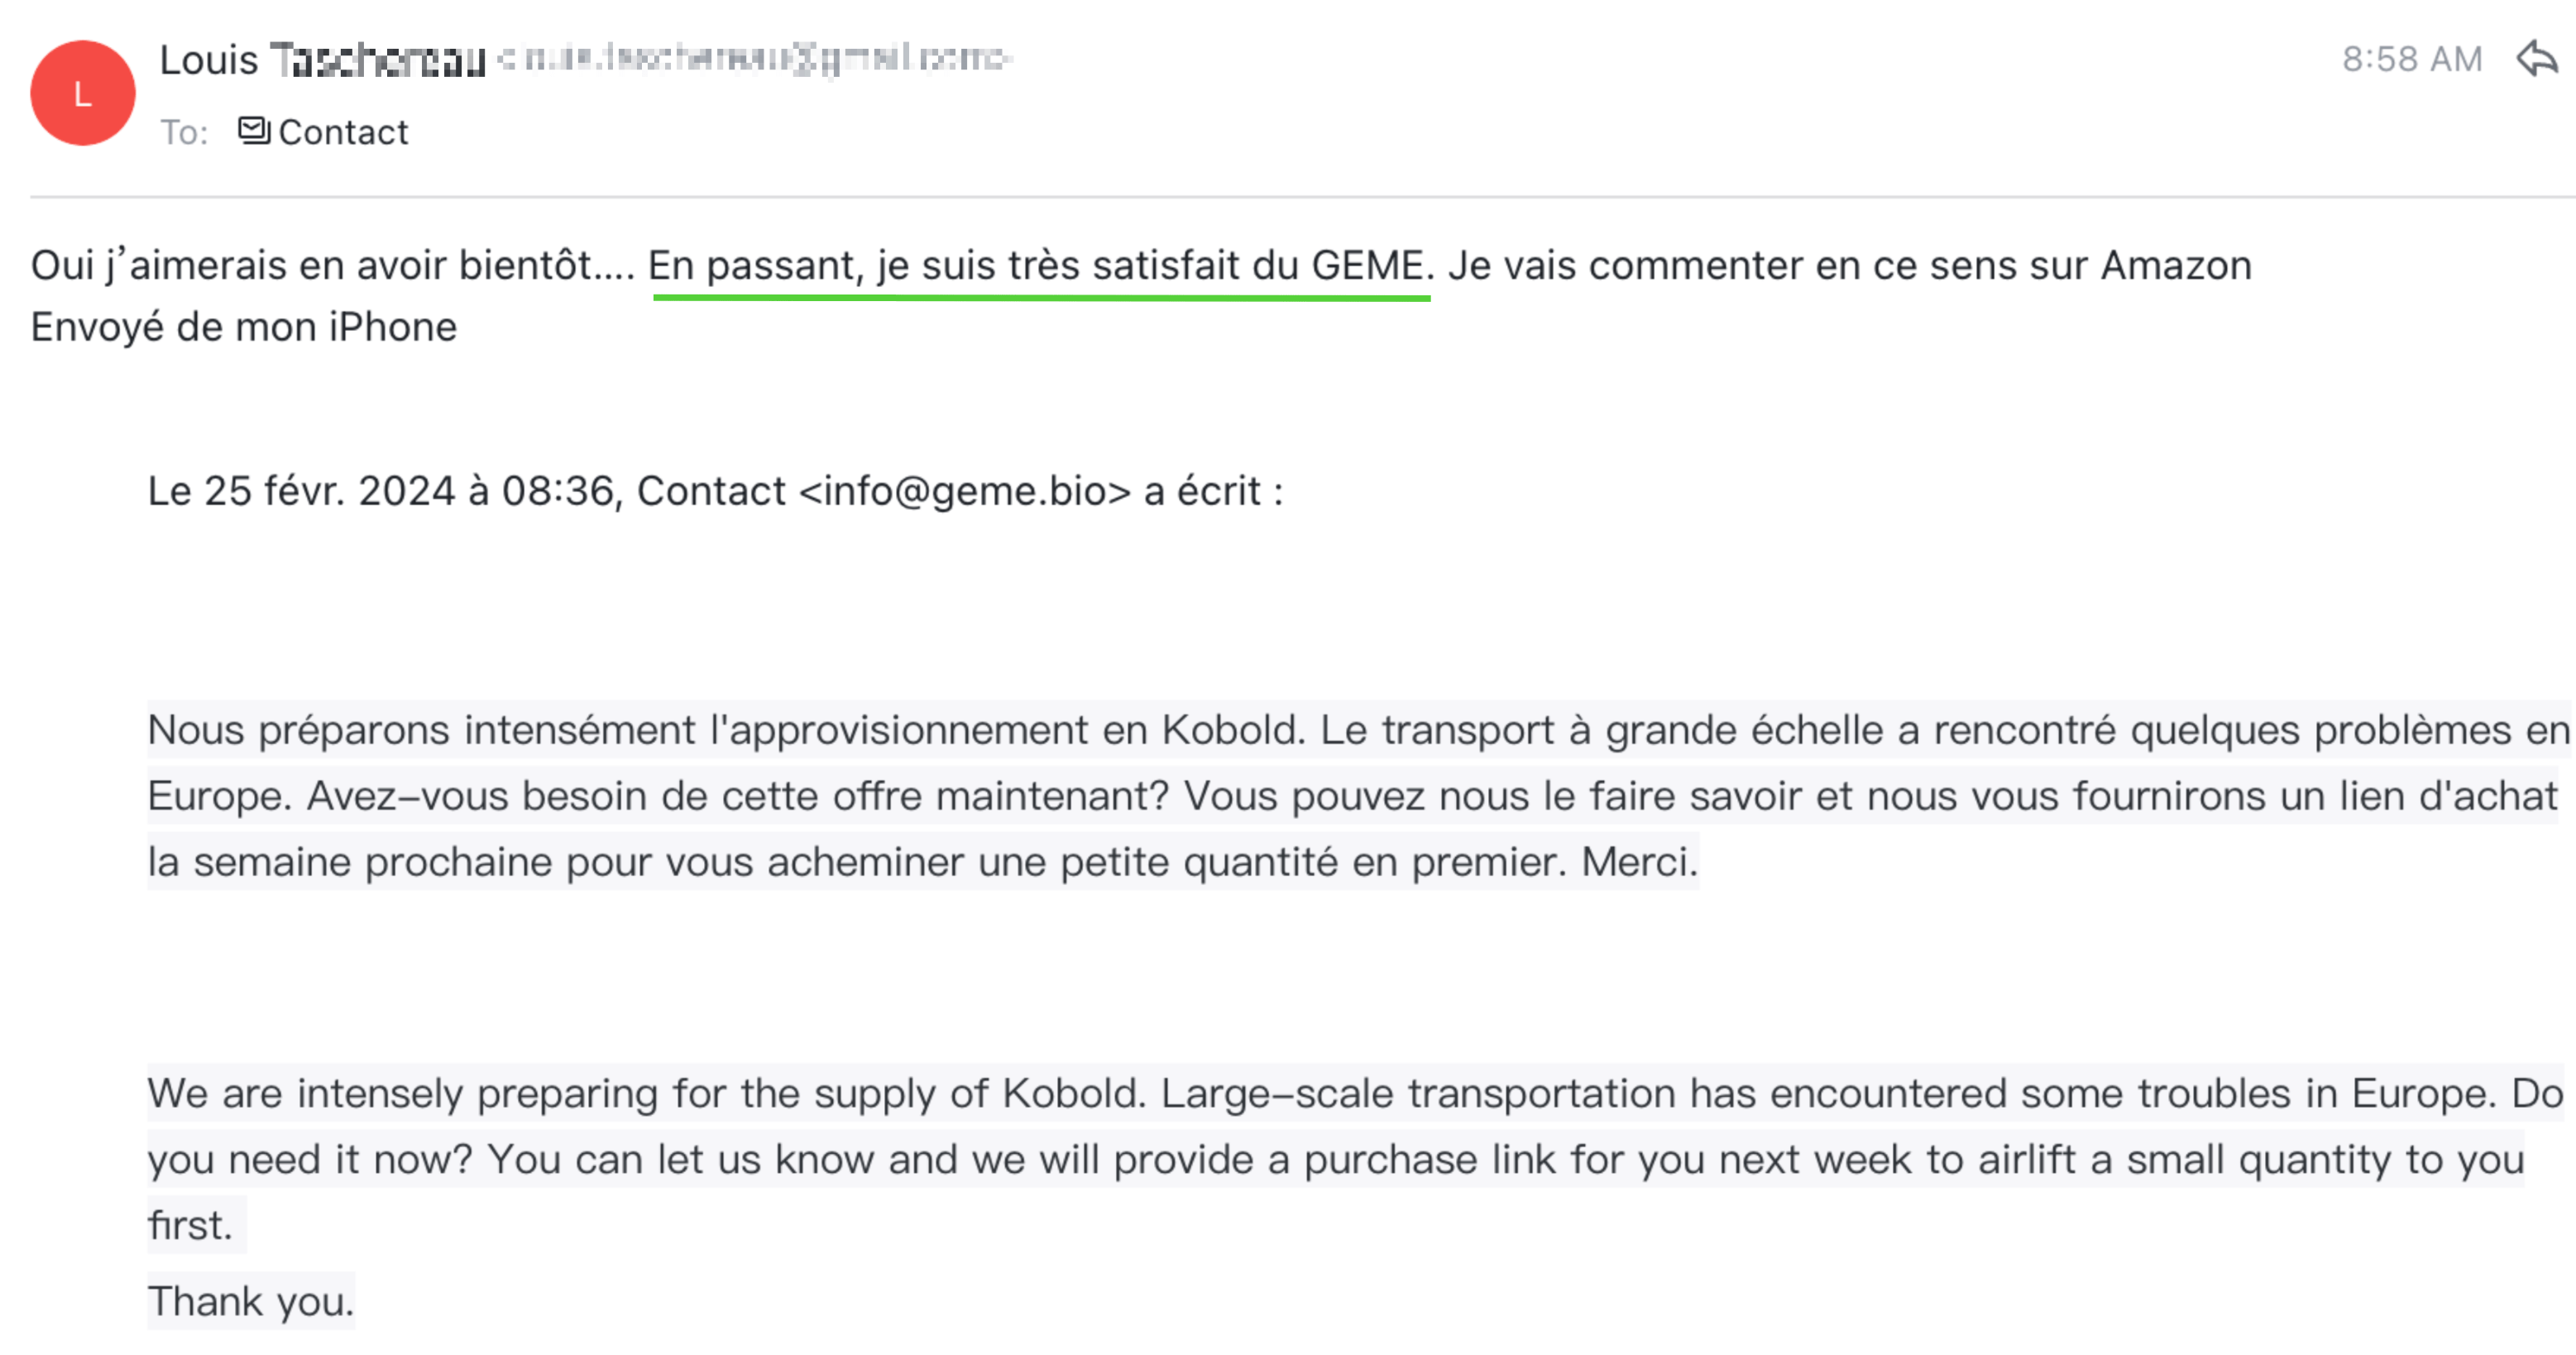 L
Louis
8:58 AM
To: Contact
Oui j’aimerais en avoir bientôt.... En passant, je suis très satisfait du GEME. Je vais commenter en ce sens sur Amazon
Envoyé de mon iPhone
Le 25 févr. 2024 à 08:36, Contact <info@geme.bio> a écrit :
Nous préparons intensément l'approvisionnement en Kobold. Le transport à grande échelle a rencontré quelques problèmes en
Europe. Avez-vous besoin de cette offre maintenant? Vous pouvez nous le faire savoir et nous vous fournirons un lien d'achat
la semaine prochaine pour vous acheminer une petite quantité en premier. Merci.
We are intensely preparing for the supply of Kobold. Large-scale transportation has encountered some troubles in Europe. Do
you need it now? You can let us know and we will provide a purchase link for you next week to airlift a small quantity to you
first.
Thank you.